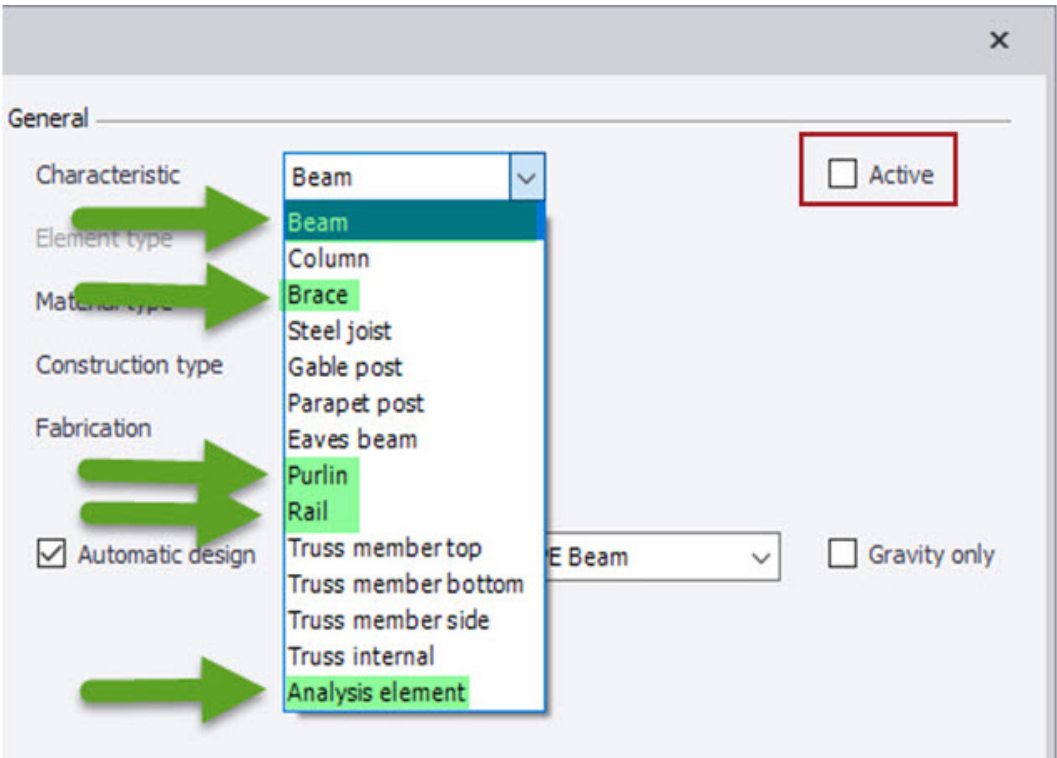 General
Characteristic
Beam
Active
Beam
Element type
Column
Brace
Material type
Steel joist
Construction type
Gable post
Parapet post
Fabrication
Eaves beam
Purlin
Rail
Truss member top
Automatic design
E Beam
Gravity only
Truss member bottom
Truss member side
Truss internal
Analysis element